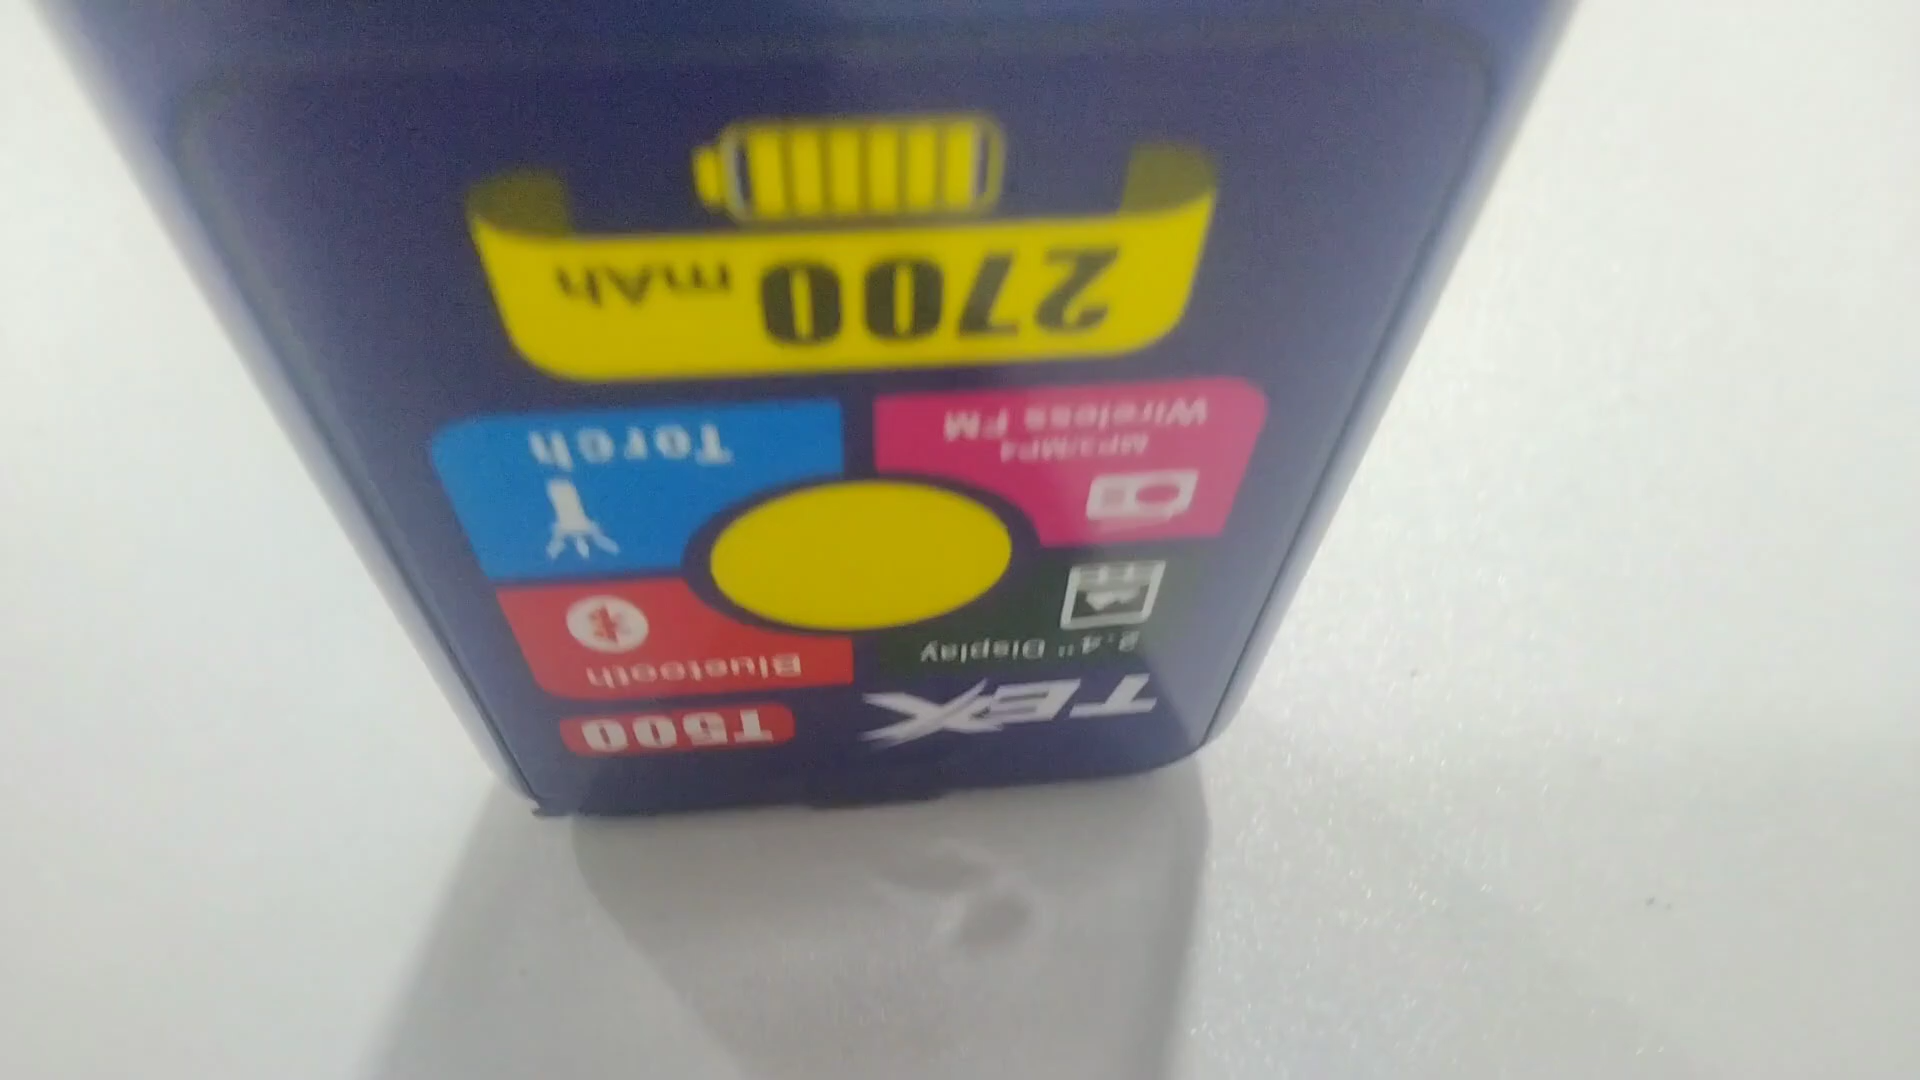 TEX
T500
2.4" Display
Bluetooth
MP3/MP4
Wireless FM
Torch
2700 mAh